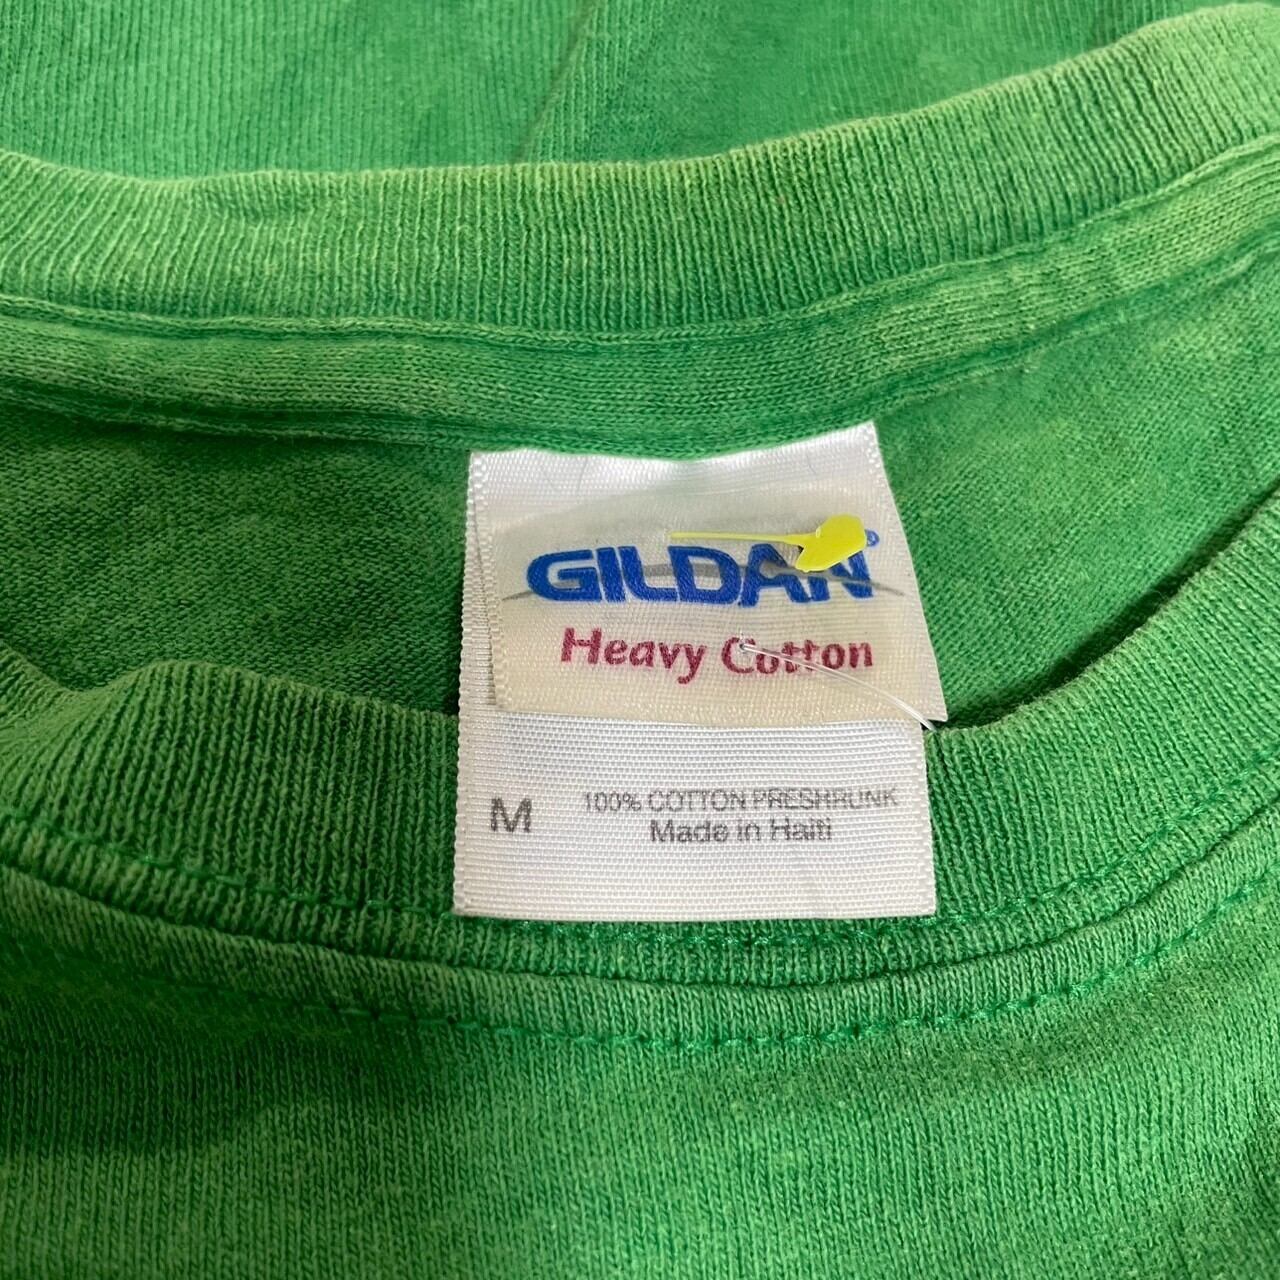 GILDAN®
Heavy Cotton
M
100% COTTON PRESHRUNK
Made in Haiti